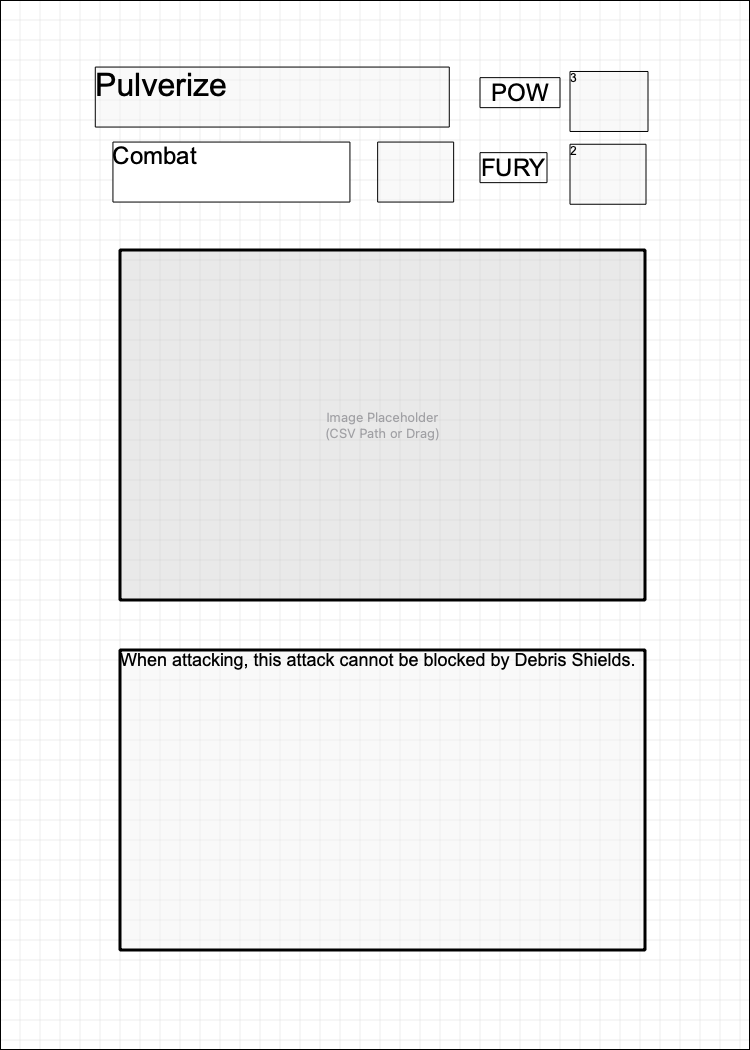 Pulverize
POW
3
Combat
FURY
2
Image Placeholder
(CSV Path or Drag)
When attacking, this attack cannot be blocked by Debris Shields.